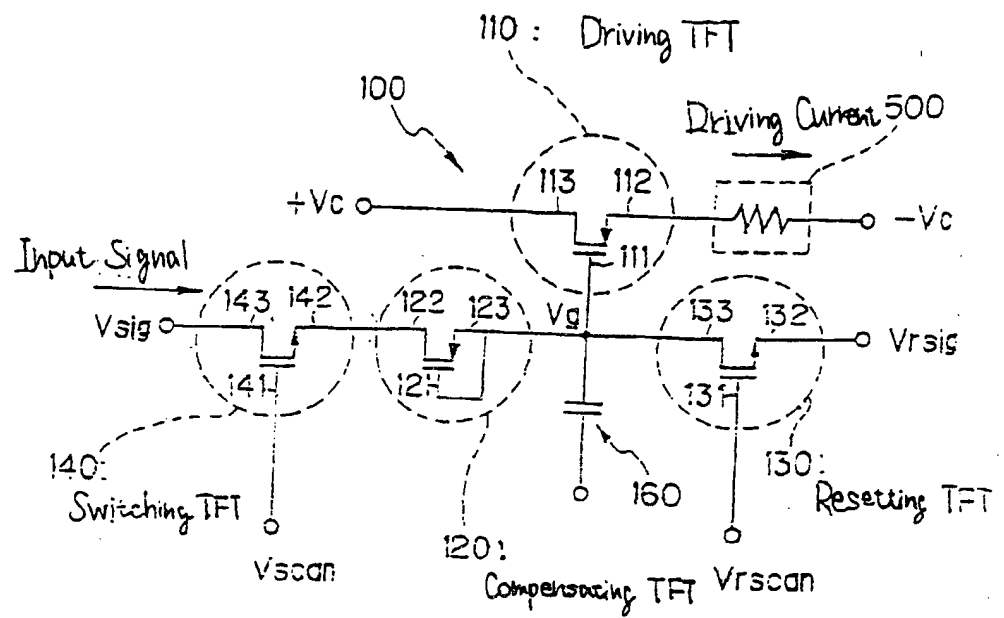 110 : Driving TFT
100
Driving Current 500
113 112
+Vc
-Vc
111
Input Signal
143 142 122 123 Vg 133 132
Vsig
Vrsig
141 121 131
160
140:
Switching TFT
130:
Resetting TFT
120:
Compensating TFT
Vscan
Vrscan